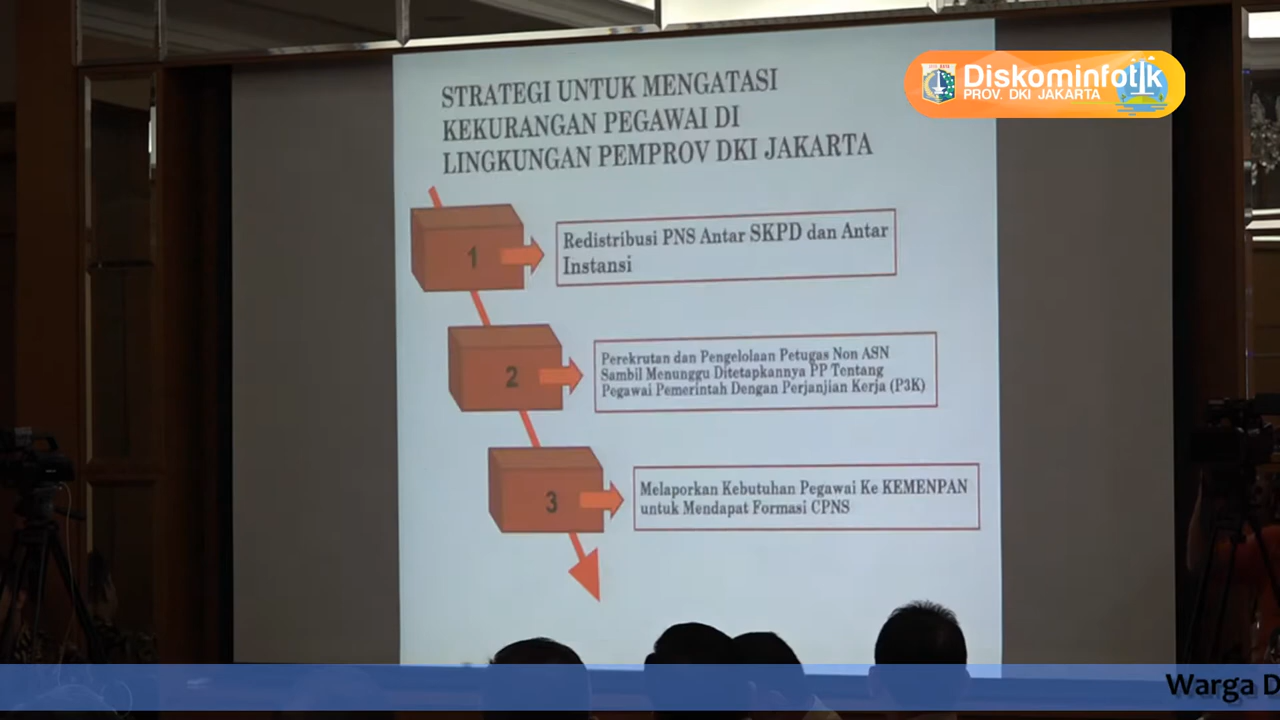 Diskominfotik
PROV. DKI JAKARTA
STRATEGI UNTUK MENGATASI
KEKURANGAN PEGAWAI DI
LINGKUNGAN PEMPROV DKI JAKARTA
1
Redistribusi PNS Antar SKPD dan Antar
Instansi
2
Perekrutan dan Pengelolaan Petugas Non ASN
Sambil Menunggu Ditetapkannya PP Tentang
Pegawai Pemerintah Dengan Perjanjian Kerja (P3K)
3
Melaporkan Kebutuhan Pegawai Ke KEMENPAN
untuk Mendapat Formasi CPNS
Warga D